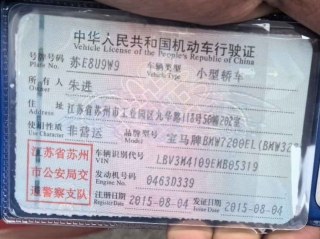 中华人民共和国机动车行驶证
Vehicle License of the People's Republic of China
号牌号码 苏E8U9W9 车辆类型 小型轿车
Plate No. Vehicle Type
所有人 朱进
Owner
住址 江苏省苏州市工业园区九华路118号50幢202室
Address
使用性质 非营运 品牌型号 宝马牌BMW7200EL(BMW
江苏省苏州 车辆识别代号 LBV3M4109EMB05319
VIN
市公安局交 发动机号码 0463D339
Engine No.
通警察支队 注册日期 2015-08-04 发证日期 2015-08-04
Register Date Issue Date